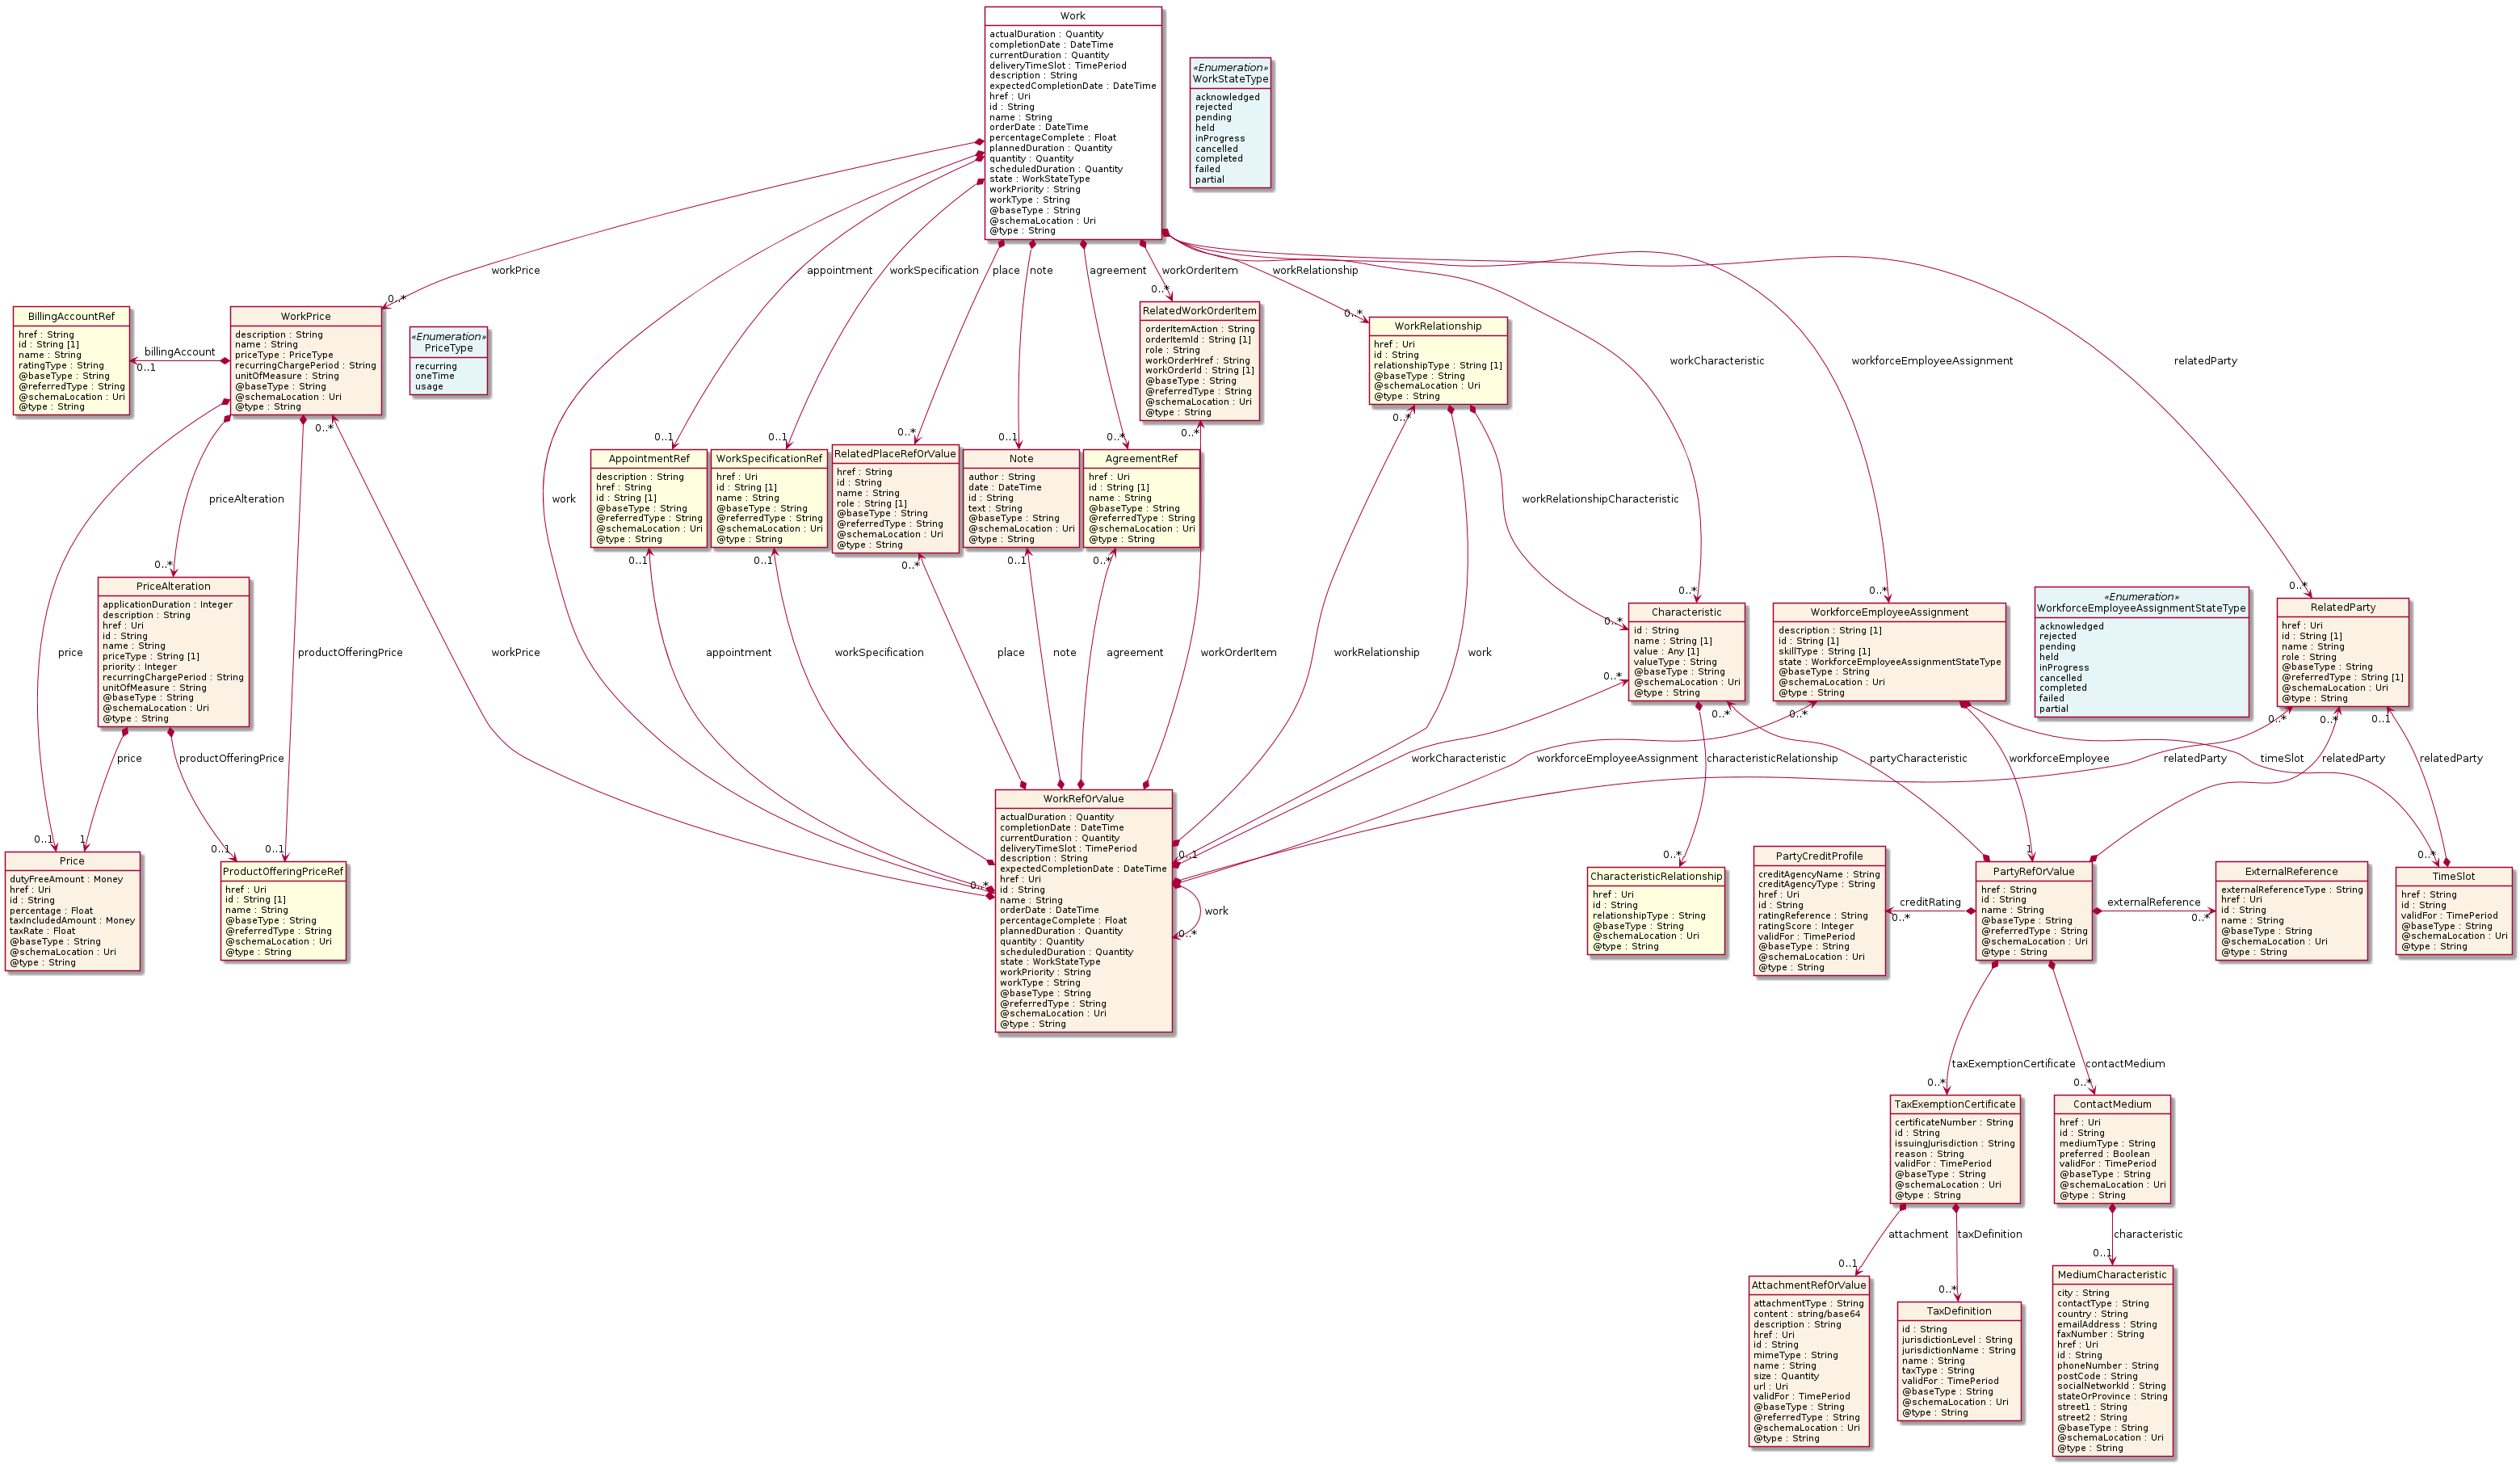 Work
actualDuration : Quantity
completionDate : DateTime
currentDuration : Quantity
deliveryTimeSlot : TimePeriod
description : String
expectedCompletionDate : DateTime
href : Uri
id : String
name : String
orderDate : DateTime
percentageComplete : Float
plannedDuration : Quantity
quantity : Quantity
scheduledDuration : Quantity
state : WorkStateType
workPriority : String
workType : String
@baseType : String
@schemaLocation : Uri
@type : String
«Enumeration»
WorkStateType
acknowledged
rejected
pending
held
inProgress
cancelled
completed
failed
partial
workPrice
appointment
workSpecification
place
note
agreement
workOrderItem
workRelationship
0..*
0..*
0..*
BillingAccountRef
href : String
id : String [1]
name : String
ratingType : String
@baseType : String
@referredType : String
@schemaLocation : Uri
@type : String
billingAccount
0..1
WorkPrice
description : String
name : String
priceType : PriceType
recurringChargePeriod : String
unitOfMeasure : String
@baseType : String
@schemaLocation : Uri
@type : String
0..*
«Enumeration»
PriceType
recurring
oneTime
usage
RelatedWorkOrderItem
orderItemAction : String
orderItemId : String [1]
role : String
workOrderHref : String
workOrderId : String [1]
@baseType : String
@referredType : String
@schemaLocation : Uri
@type : String
0..*
WorkRelationship
href : Uri
id : String
relationshipType : String [1]
@baseType : String
@schemaLocation : Uri
@type : String
0..*
workCharacteristic
workforceEmployeeAssignment
relatedParty
0..1
0..1
0..*
0..1
0..*
priceAlteration
work
AppointmentRef
description : String
href : String
id : String [1]
@baseType : String
@referredType : String
@schemaLocation : Uri
@type : String
0..1
WorkSpecificationRef
href : Uri
id : String [1]
name : String
@baseType : String
@referredType : String
@schemaLocation : Uri
@type : String
0..1
RelatedPlaceRefOrValue
href : String
id : String
name : String
role : String [1]
@baseType : String
@referredType : String
@schemaLocation : Uri
@type : String
0..*
Note
author : String
date : DateTime
id : String
text : String
@baseType : String
@schemaLocation : Uri
@type : String
0..1
AgreementRef
href : Uri
id : String [1]
name : String
@baseType : String
@referredType : String
@schemaLocation : Uri
@type : String
0..*
workRelationshipCharacteristic
0..*
PriceAlteration
applicationDuration : Integer
description : String
href : Uri
id : String
name : String
priceType : String [1]
priority : Integer
recurringChargePeriod : String
unitOfMeasure : String
@baseType : String
@schemaLocation : Uri
@type : String
price
productOfferingPrice
workPrice
appointment
workSpecification
place
note
agreement
workOrderItem
workRelationship
work
0..*
0..*
0..*
Characteristic
id : String
name : String [1]
value : Any [1]
valueType : String
@baseType : String
@schemaLocation : Uri
@type : String
0..*
0..*
0..*
WorkforceEmployeeAssignment
description : String [1]
id : String [1]
skillType : String [1]
state : WorkforceEmployeeAssignmentStateType
@baseType : String
@schemaLocation : Uri
@type : String
0..*
«Enumeration»
WorkforceEmployeeAssignmentStateType
acknowledged
rejected
pending
held
inProgress
cancelled
completed
failed
partial
RelatedParty
href : Uri
id : String [1]
name : String
role : String
@baseType : String
@referredType : String [1]
@schemaLocation : Uri
@type : String
0..*
0..*
0..1
price
productOfferingPrice
workCharacteristic
workforceEmployeeAssignment
characteristicRelationship
partyCharacteristic
workforceEmployee
relatedParty
timeSlot
relatedParty
relatedParty
0..1
1
0..1
0..1
Price
dutyFreeAmount : Money
href : Uri
id : String
percentage : Float
taxIncludedAmount : Money
taxRate : Float
@baseType : String
@schemaLocation : Uri
@type : String
ProductOfferingPriceRef
href : Uri
id : String [1]
name : String
@baseType : String
@referredType : String
@schemaLocation : Uri
@type : String
0..*
WorkRefOrValue
actualDuration : Quantity
completionDate : DateTime
currentDuration : Quantity
deliveryTimeSlot : TimePeriod
description : String
expectedCompletionDate : DateTime
href : Uri
id : String
name : String
orderDate : DateTime
percentageComplete : Float
plannedDuration : Quantity
quantity : Quantity
scheduledDuration : Quantity
state : WorkStateType
workPriority : String
workType : String
@baseType : String
@referredType : String
@schemaLocation : Uri
@type : String
0..1
work
0..*
0..*
CharacteristicRelationship
href : Uri
id : String
relationshipType : String
@baseType : String
@schemaLocation : Uri
@type : String
PartyCreditProfile
creditAgencyName : String
creditAgencyType : String
href : Uri
id : String
ratingReference : String
ratingScore : Integer
validFor : TimePeriod
@baseType : String
@schemaLocation : Uri
@type : String
creditRating
0..*
1
PartyRefOrValue
href : String
id : String
name : String
@baseType : String
@referredType : String
@schemaLocation : Uri
@type : String
externalReference
0..*
ExternalReference
externalReferenceType : String
href : Uri
id : String
name : String
@baseType : String
@schemaLocation : Uri
@type : String
0..*
TimeSlot
href : String
id : String
validFor : TimePeriod
@baseType : String
@schemaLocation : Uri
@type : String
taxExemptionCertificate
contactMedium
0..*
0..*
TaxExemptionCertificate
certificateNumber : String
id : String
issuingJurisdiction : String
reason : String
validFor : TimePeriod
@baseType : String
@schemaLocation : Uri
@type : String
ContactMedium
href : Uri
id : String
mediumType : String
preferred : Boolean
validFor : TimePeriod
@baseType : String
@schemaLocation : Uri
@type : String
attachment
taxDefinition
characteristic
0..1
0..*
0..1
AttachmentRefOrValue
attachmentType : String
content : string/base64
description : String
href : Uri
id : String
mimeType : String
name : String
size : Quantity
url : Uri
validFor : TimePeriod
@baseType : String
@referredType : String
@schemaLocation : Uri
@type : String
TaxDefinition
id : String
jurisdictionLevel : String
jurisdictionName : String
name : String
taxType : String
validFor : TimePeriod
@baseType : String
@schemaLocation : Uri
@type : String
MediumCharacteristic
city : String
contactType : String
country : String
emailAddress : String
faxNumber : String
href : Uri
id : String
phoneNumber : String
postCode : String
socialNetworkId : String
stateOrProvince : String
street1 : String
street2 : String
@baseType : String
@schemaLocation : Uri
@type : String